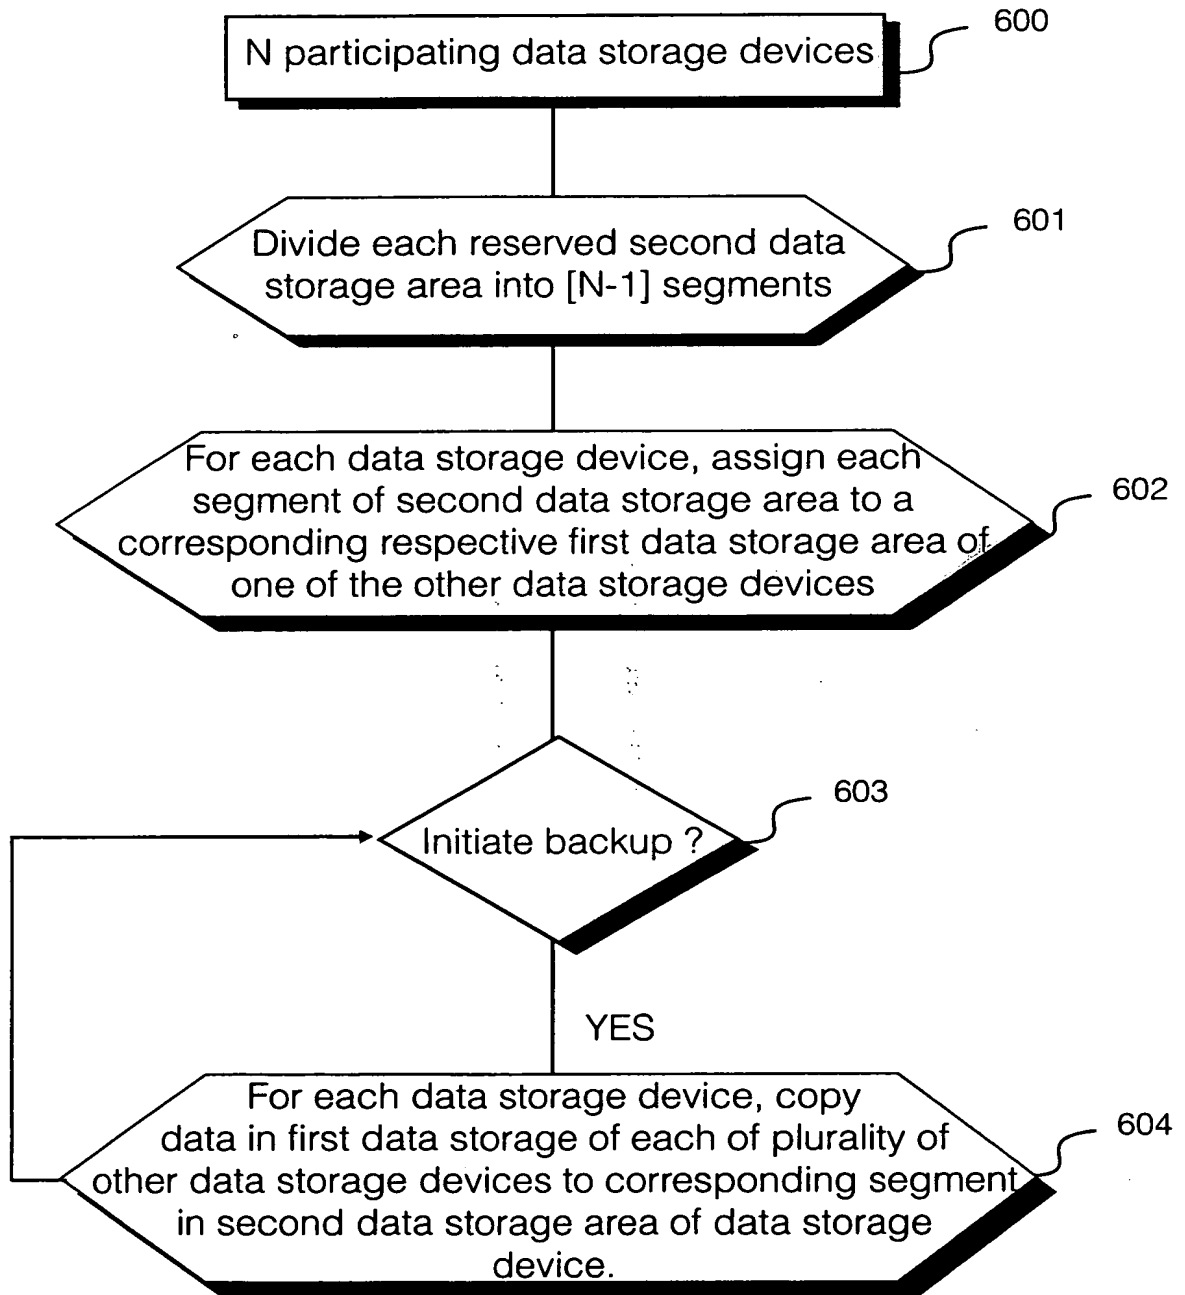 N participating data storage devices
600
Divide each reserved second data
storage area into [N-1] segments
601
For each data storage device, assign each
segment of second data storage area to a
corresponding respective first data storage area of
one of the other data storage devices
602
Initiate backup ?
603
YES
For each data storage device, copy
data in first data storage of each of plurality of
other data storage devices to corresponding segment
in second data storage area of data storage
device.
604